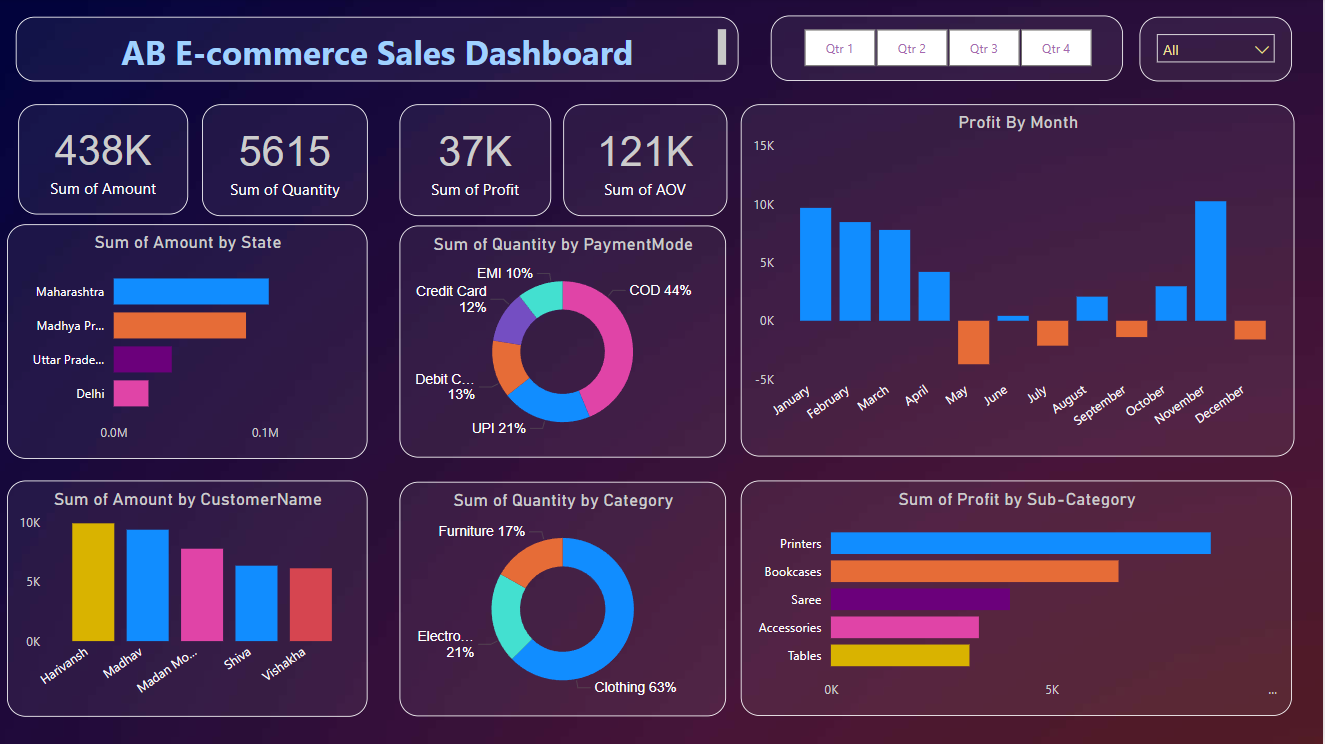 AB E-commerce Sales Dashboard
Qtr 1
Qtr 2
Qtr 3
Qtr 4
All
438K
Sum of Amount
5615
Sum of Quantity
37K
Sum of Profit
121K
Sum of AOV
Profit By Month
15K
10K
5K
0K
-5K
January
February
March
April
May
June
July
August
September
October
November
December
Sum of Amount by State
Maharashtra
Madhya Pr...
Uttar Prade...
Delhi
0.0M
0.1M
Sum of Quantity by PaymentMode
EMI 10%
Credit Card
12%
COD 44%
Debit C...
13%
UPI 21%
Sum of Amount by CustomerName
10K
5K
0K
Harivansh
Madhav
Madan Mo...
Shiva
Vishakha
Sum of Quantity by Category
Furniture 17%
Electro...
21%
Clothing 63%
Sum of Profit by Sub-Category
Printers
Bookcases
Saree
Accessories
Tables
0K
5K
...